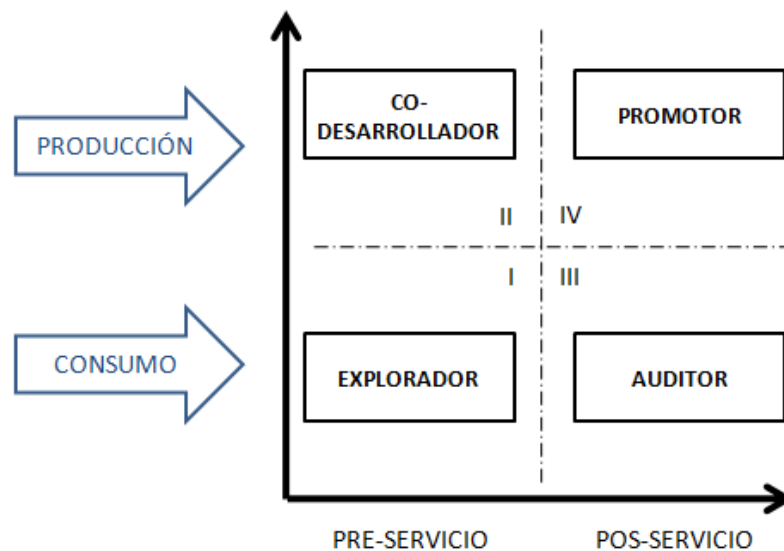 CO-
DESARROLLADOR
PROMOTOR
PRODUCCIÓN
II
IV
I
III
CONSUMO
EXPLORADOR
AUDITOR
PRE-SERVICIO
POS-SERVICIO